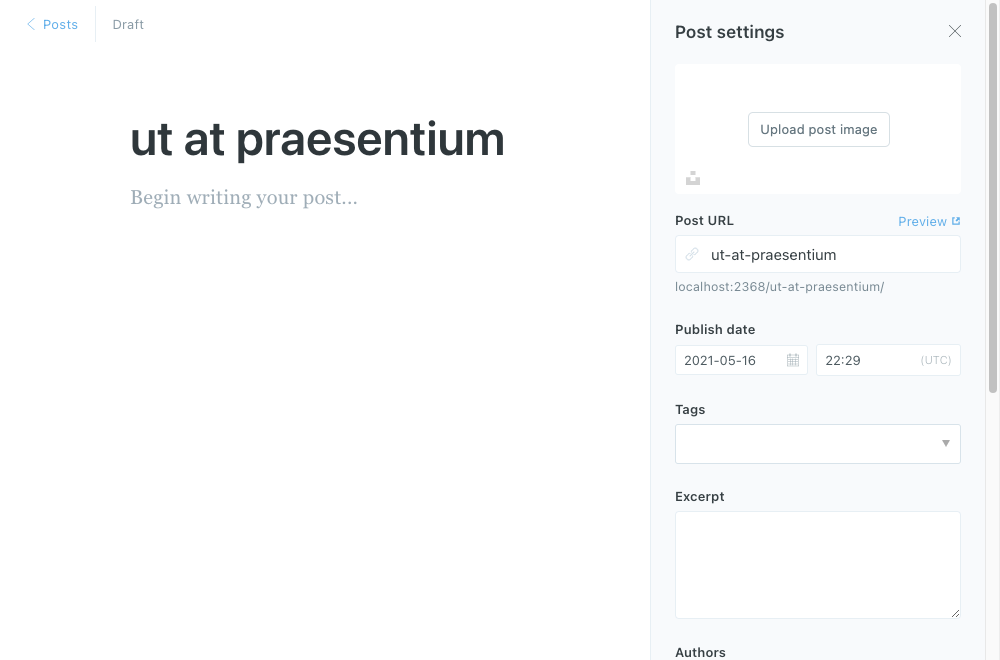 Posts
Draft
ut at praesentium
Begin writing your post...
Post settings
Upload post image
Post URL
Preview
ut-at-praesentium
localhost:2368/ut-at-praesentium/
Publish date
2021-05-16
22:29
(UTC)
Tags
Excerpt
Authors